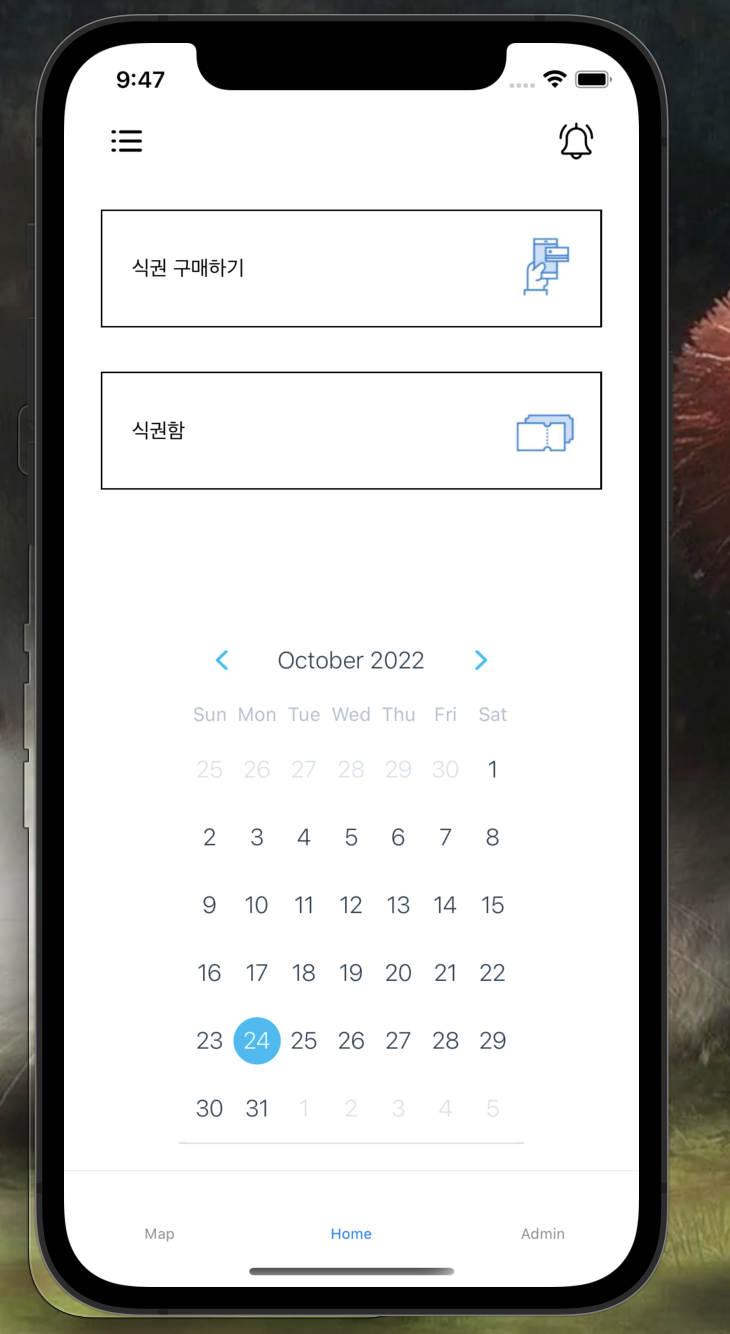 9:47
식권 구매하기
식권함
October 2022
Sun Mon Tue Wed Thu Fri Sat
25 26 27 28 29 30 1
2 3 4 5 6 7 8
9 10 11 12 13 14 15
16 17 18 19 20 21 22
23 24 25 26 27 28 29
30 31 1 2 3 4 5
Map Home Admin